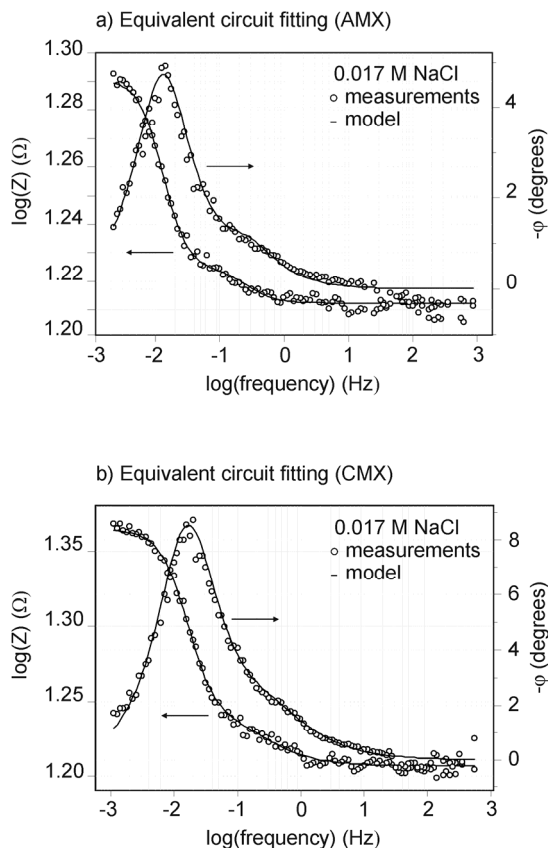 a) Equivalent circuit fitting (AMX)
1.30
1.28
1.26
1.24
1.22
1.21
1.20
log(Z) (Ω)
0.017 M NaCl
measurements
model
4
2
0
-φ (degrees)
-3 -2 -1 0 1 2 3
log(frequency) (Hz)
b) Equivalent circuit fitting (CMX)
1.35
1.30
1.25
1.20
log(Z) (Ω)
0.017 M NaCl
measurements
model
8
6
4
2
0
-φ (degrees)
-3 -2 -1 0 1 2 3
log(frequency) (Hz)